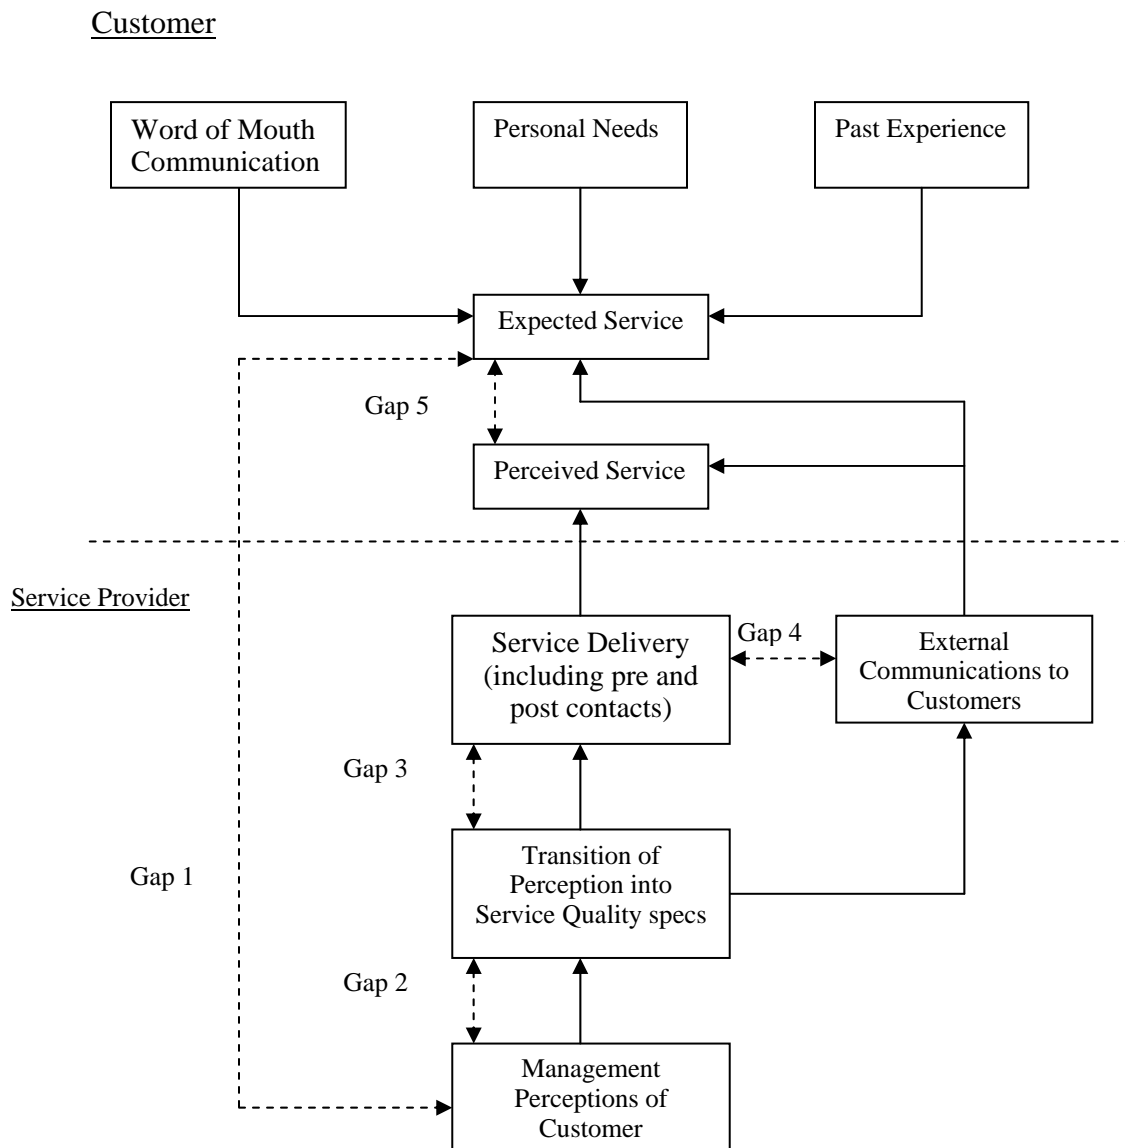 Customer
Word of Mouth
Communication
Personal Needs
Past Experience
Expected Service
Gap 5
Perceived Service
Service Provider
Service Delivery
(including pre and
post contacts)
Gap 4
External
Communications to
Customers
Gap 3
Transition of
Perception into
Service Quality specs
Gap 1
Gap 2
Management
Perceptions of
Customer